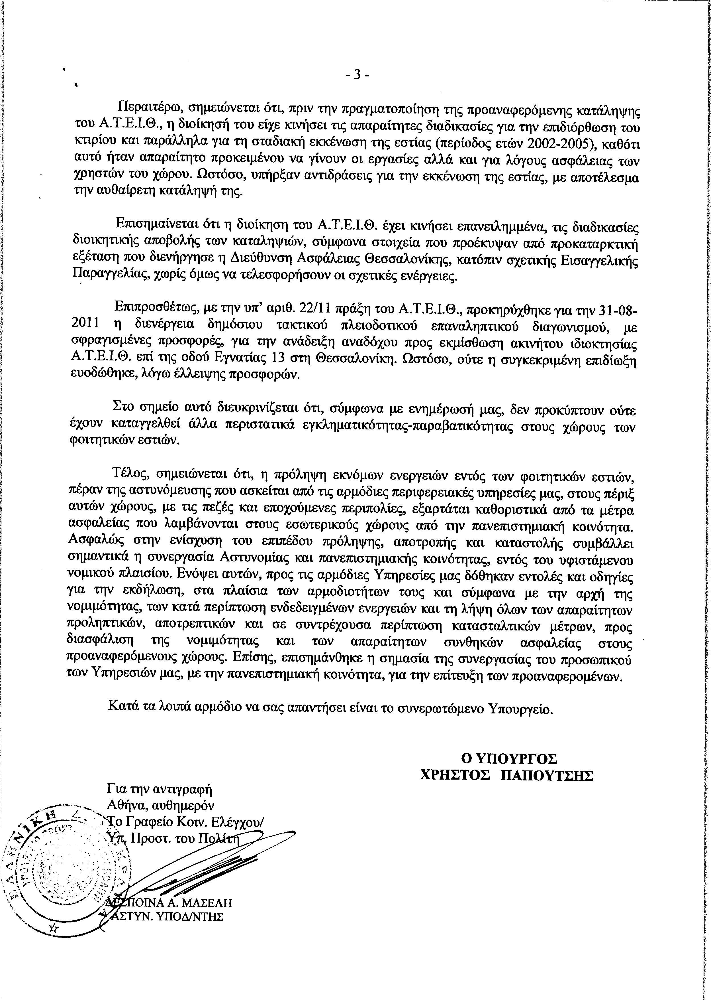 - 3 -
Περαιτέρω, σημειώνεται ότι, πριν την πραγματοποίηση της προαναφερόμενης κατάληψης
του Α.Τ.Ε.Ι.Θ., η διοίκησή του είχε κινήσει τις απαραίτητες διαδικασίες για την επιδιόρθωση του
κτιρίου και παράλληλα για τη σταδιακή εκκένωση της εστίας (περίοδος ετών 2002-2005), καθότι
αυτό ήταν απαραίτητο προκειμένου να γίνουν οι εργασίες αλλά και για λόγους ασφάλειας των
χρηστών του χώρου. Ωστόσο, υπήρξαν αντιδράσεις για την εκκένωση της εστίας, με αποτέλεσμα
την αυθαίρετη κατάληψή της.
Επισημαίνεται ότι η διοίκηση του Α.Τ.Ε.Ι.Θ. έχει κινήσει επανειλημμένα, τις διαδικασίες
διοικητικής αποβολής των καταληψιών, σύμφωνα στοιχεία που προέκυψαν από προκαταρκτική
εξέταση που διενήργησε η Διεύθυνση Ασφάλειας Θεσσαλονίκης, κατόπιν σχετικής Εισαγγελικής
Παραγγελίας, χωρίς όμως να τελεσφορήσουν οι σχετικές ενέργειες.
Επιπροσθέτως, με την υπ’ αριθ. 22/11 πράξη του Α.Τ.Ε.Ι.Θ., προκηρύχθηκε για την 31-08-
2011 η διενέργεια δημόσιου τακτικού πλειοδοτικού επαναληπτικού διαγωνισμού, με
σφραγισμένες προσφορές, για την ανάδειξη αναδόχου προς εκμίσθωση ακινήτου ιδιοκτησίας
Α.Τ.Ε.Ι.Θ. επί της οδού Εγνατίας 13 στη Θεσσαλονίκη. Ωστόσο, ούτε η συγκεκριμένη επιδίωξη
ευοδώθηκε, λόγω έλλειψης προσφορών.
Στο σημείο αυτό διευκρινίζεται ότι, σύμφωνα με ενημέρωσή μας, δεν προκύπτουν ούτε
έχουν καταγγελθεί άλλα περιστατικά εγκληματικότητας-παραβατικότητας στους χώρους των
φοιτητικών εστιών.
Τέλος, σημειώνεται ότι, η πρόληψη εκνόμων ενεργειών εντός των φοιτητικών εστιών,
πέραν της αστυνόμευσης που ασκείται από τις αρμόδιες περιφερειακές υπηρεσίες μας, στους πέριξ
αυτών χώρους, με τις πεζές και εποχούμενες περιπολίες, εξαρτάται καθοριστικά από τα μέτρα
ασφαλείας που λαμβάνονται στους εσωτερικούς χώρους από την πανεπιστημιακή κοινότητα.
Ασφαλώς στην ενίσχυση του επιπέδου πρόληψης, αποτροπής και καταστολής συμβάλλει
σημαντικά η συνεργασία Αστυνομίας και πανεπιστημιακής κοινότητας, εντός του υφιστάμενου
νομικού πλαισίου. Ενόψει αυτών, προς τις αρμόδιες Υπηρεσίες μας δόθηκαν εντολές και οδηγίες
για την εκδήλωση, στα πλαίσια των αρμοδιοτήτων τους και σύμφωνα με την αρχή της
νομιμότητας, των κατά περίπτωση ενδεδειγμένων ενεργειών και τη λήψη όλων των απαραίτητων
προληπτικών, αποτρεπτικών και σε συντρέχουσα περίπτωση κατασταλτικών μέτρων, προς
διασφάλιση της νομιμότητας και των απαραίτητων συνθηκών ασφαλείας στους
προαναφερόμενους χώρους. Επίσης, επισημάνθηκε η σημασία της συνεργασίας του προσωπικού
των Υπηρεσιών μας, με την πανεπιστημιακή κοινότητα, για την επίτευξη των προαναφερομένων.
Κατά τα λοιπά αρμόδιο να σας απαντήσει είναι το συνερωτώμενο Υπουργείο.
Ο ΥΠΟΥΡΓΟΣ
ΧΡΗΣΤΟΣ ΠΑΠΟΥΤΣΗΣ
Για την αντιγραφή
Αθήνα, αυθημερόν
Το Γραφείο Κοιν. Ελέγχου/
Υπ. Προστ. του Πολίτη
ΕΛΛΗΝΙΚΗ
ΔΕΣΠΟΙΝΑ Α. ΜΑΣΕΛΗ
ΑΣΤΥΝ. ΥΠΟΔ/ΝΤΗΣ